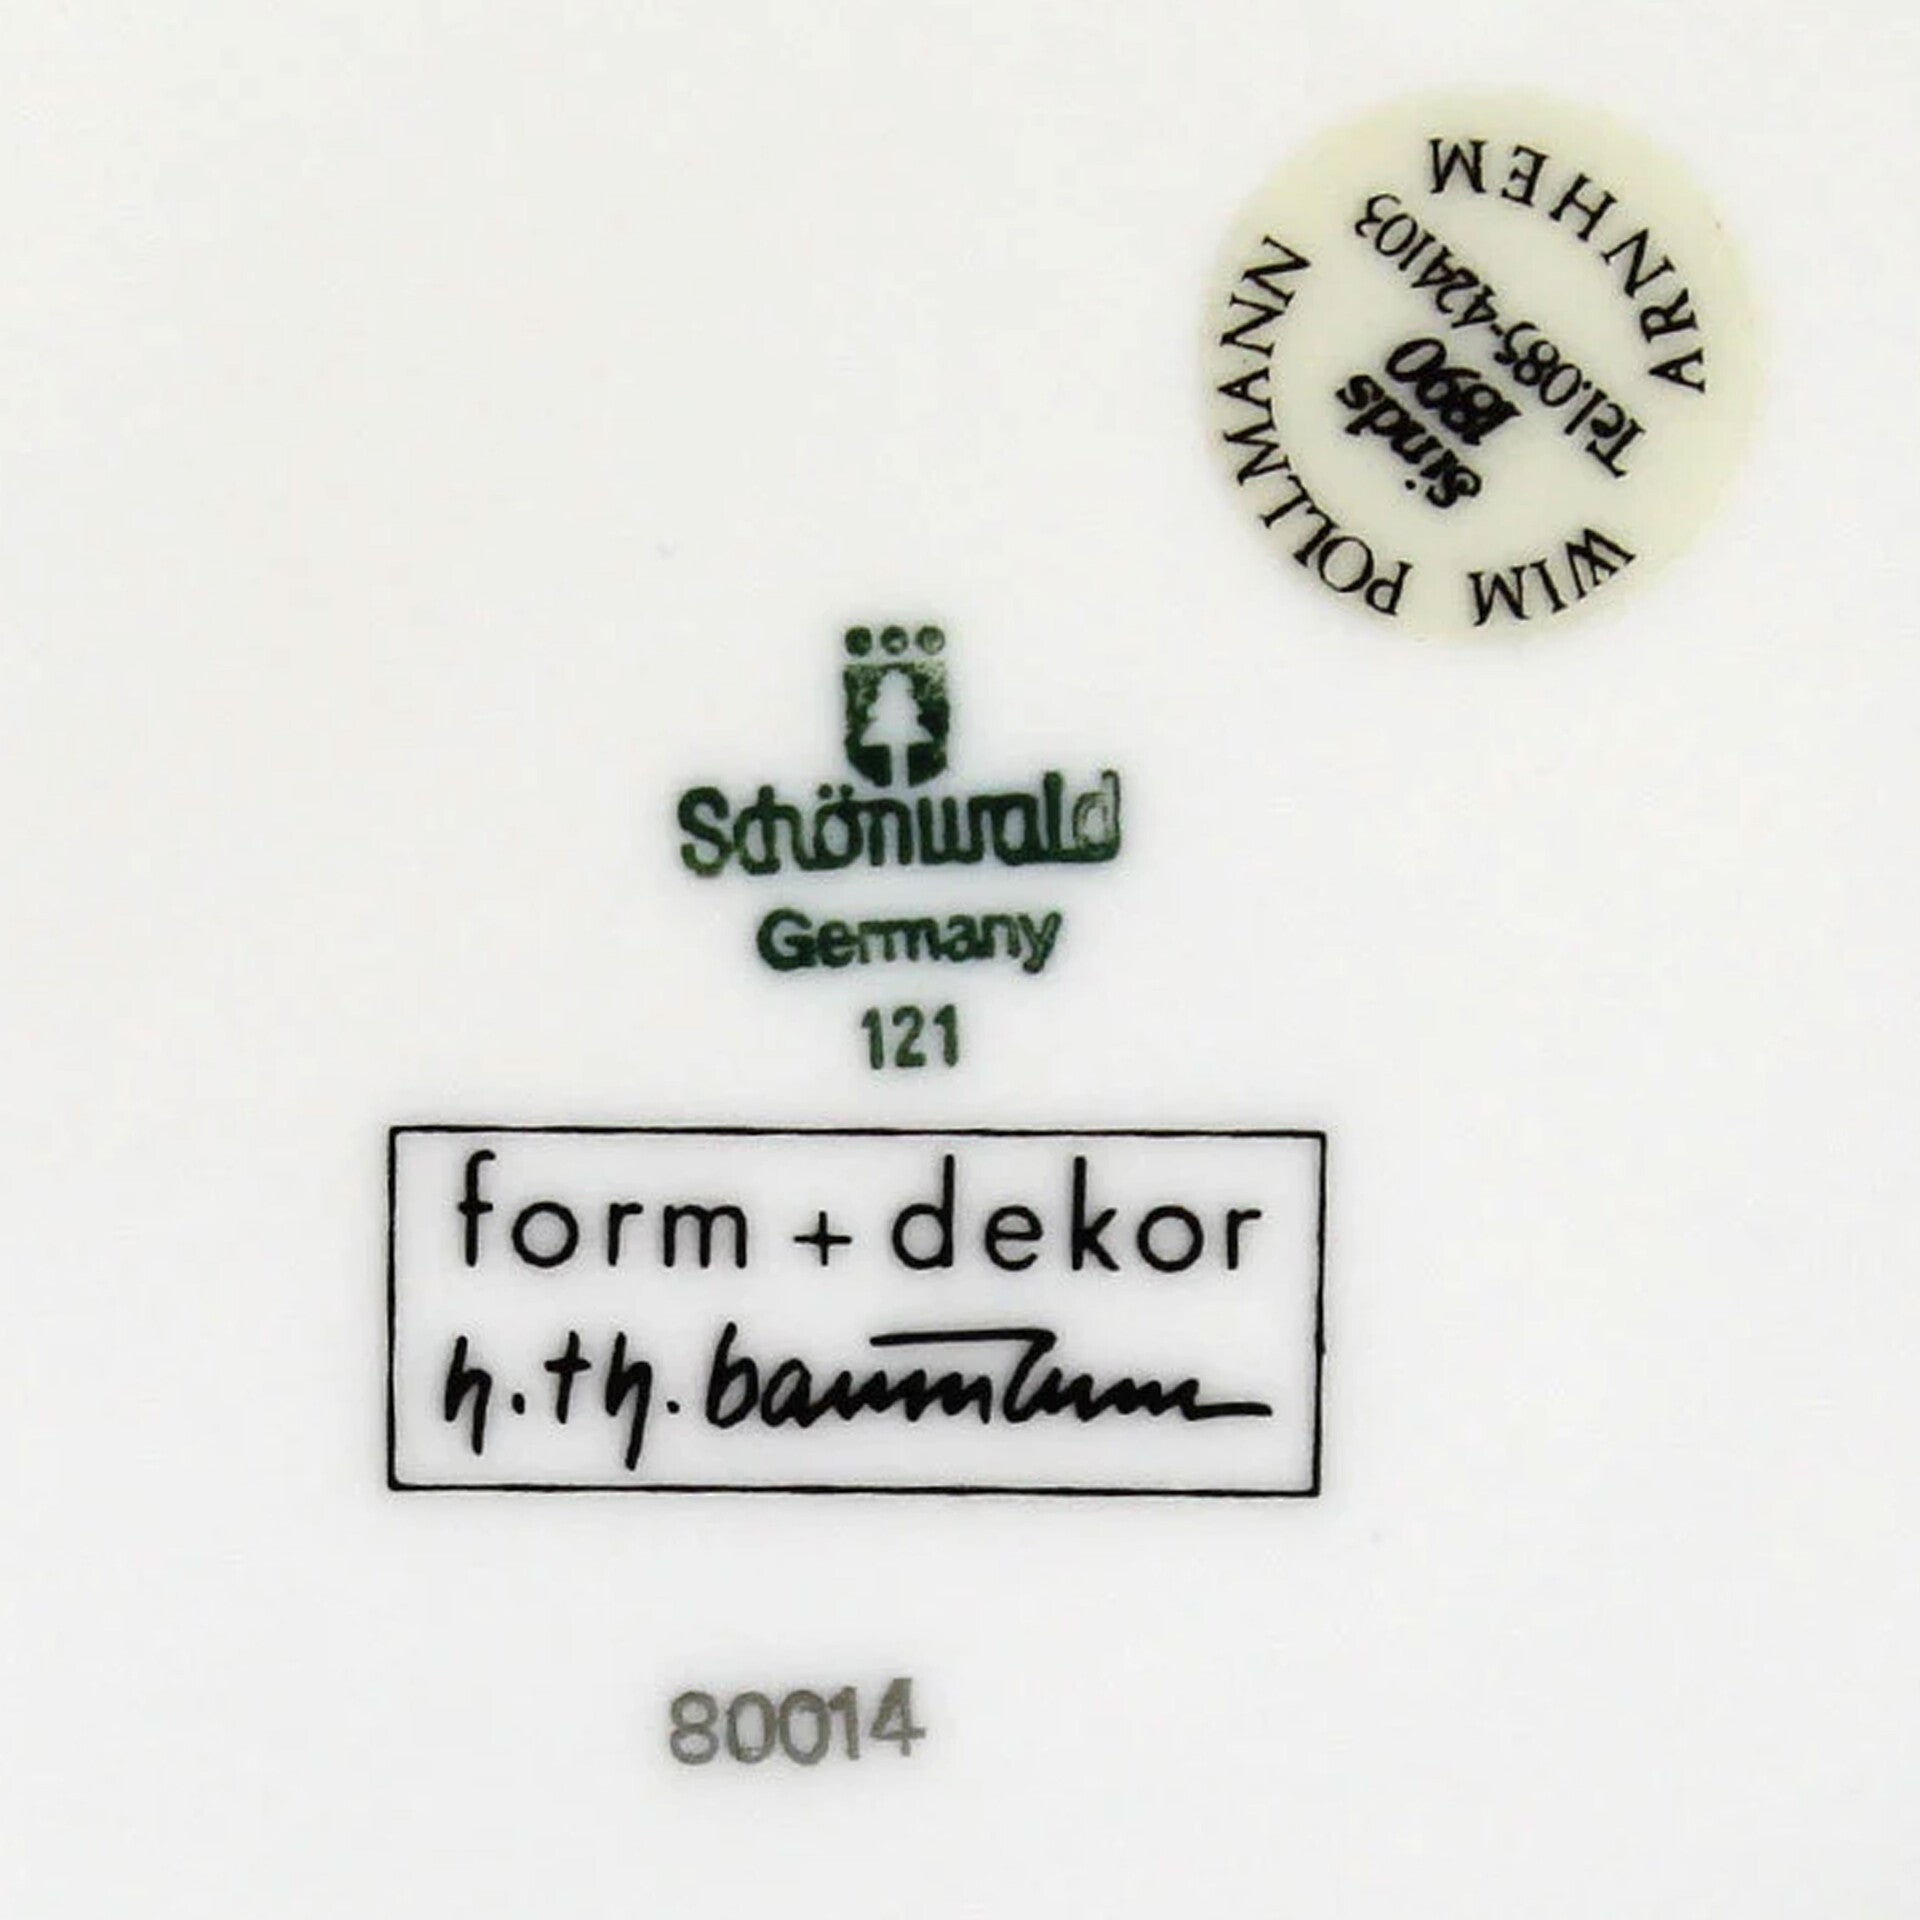 WIM POLLMANN
sinds
1890
Tel.085-424103
ARNHEM
Schönwald
Germany
121
form + dekor
h.th.baumann
80014